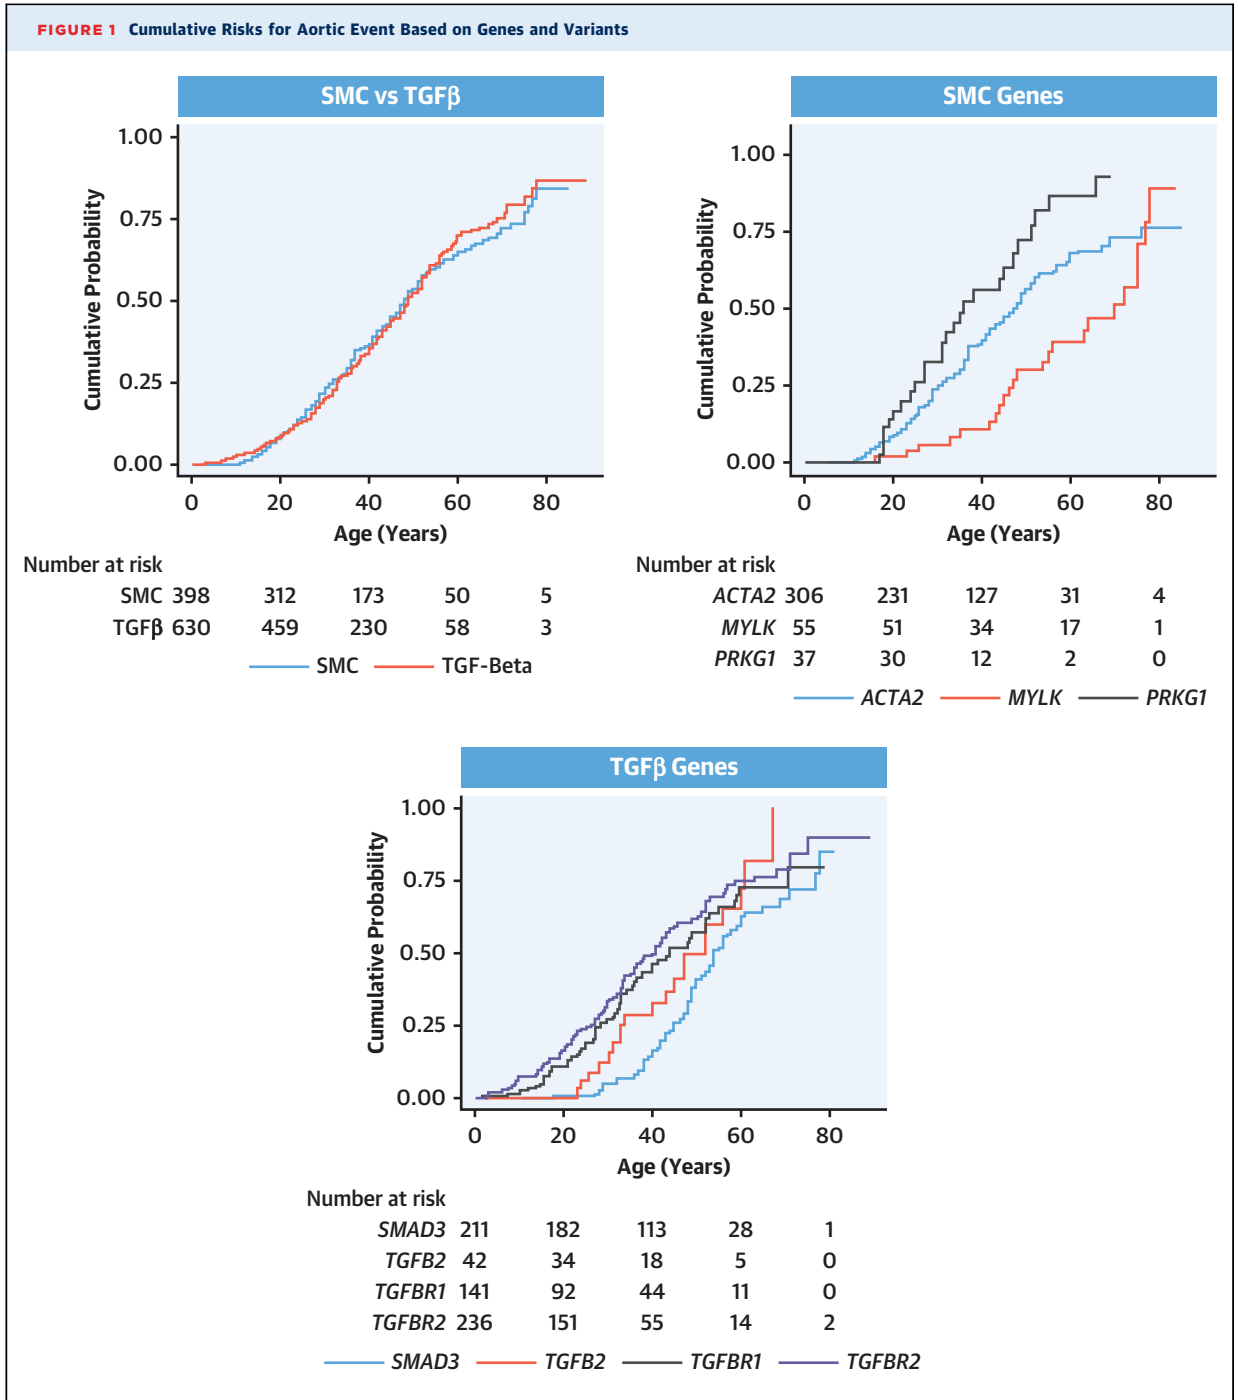 FIGURE 1 Cumulative Risks for Aortic Event Based on Genes and Variants
SMC vs TGFβ
1.00
0.75
0.50
0.25
0.00
Cumulative Probability
0 20 40 60 80
Age (Years)
Number at risk
SMC 398 312 173 50 5
TGFβ 630 459 230 58 3
SMC TGF-Beta
SMC Genes
1.00
0.75
0.50
0.25
0.00
Cumulative Probability
0 20 40 60 80
Age (Years)
Number at risk
ACTA2 306 231 127 31 4
MYLK 55 51 34 17 1
PRKG1 37 30 12 2 0
ACTA2 MYLK PRKG1
TGFβ Genes
1.00
0.75
0.50
0.25
0.00
Cumulative Probability
0 20 40 60 80
Age (Years)
Number at risk
SMAD3 211 182 113 28 1
TGFB2 42 34 18 5 0
TGFBR1 141 92 44 11 0
TGFBR2 236 151 55 14 2
SMAD3 TGFB2 TGFBR1 TGFBR2